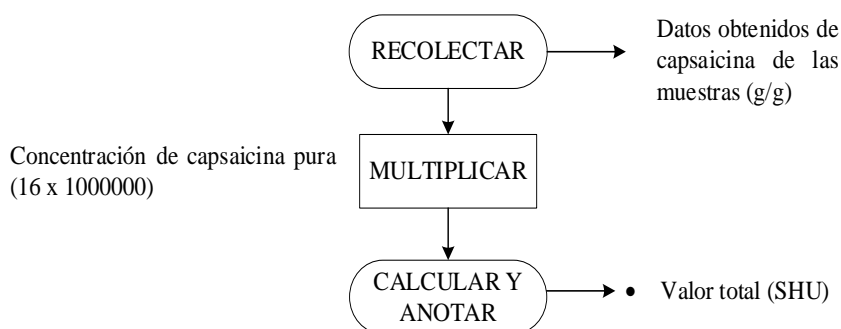 RECOLECTAR
Datos obtenidos de
capsaicina de las
muestras (g/g)
Concentración de capsaicina pura
(16 x 1000000)
MULTIPLICAR
CALCULAR Y
ANOTAR
• Valor total (SHU)